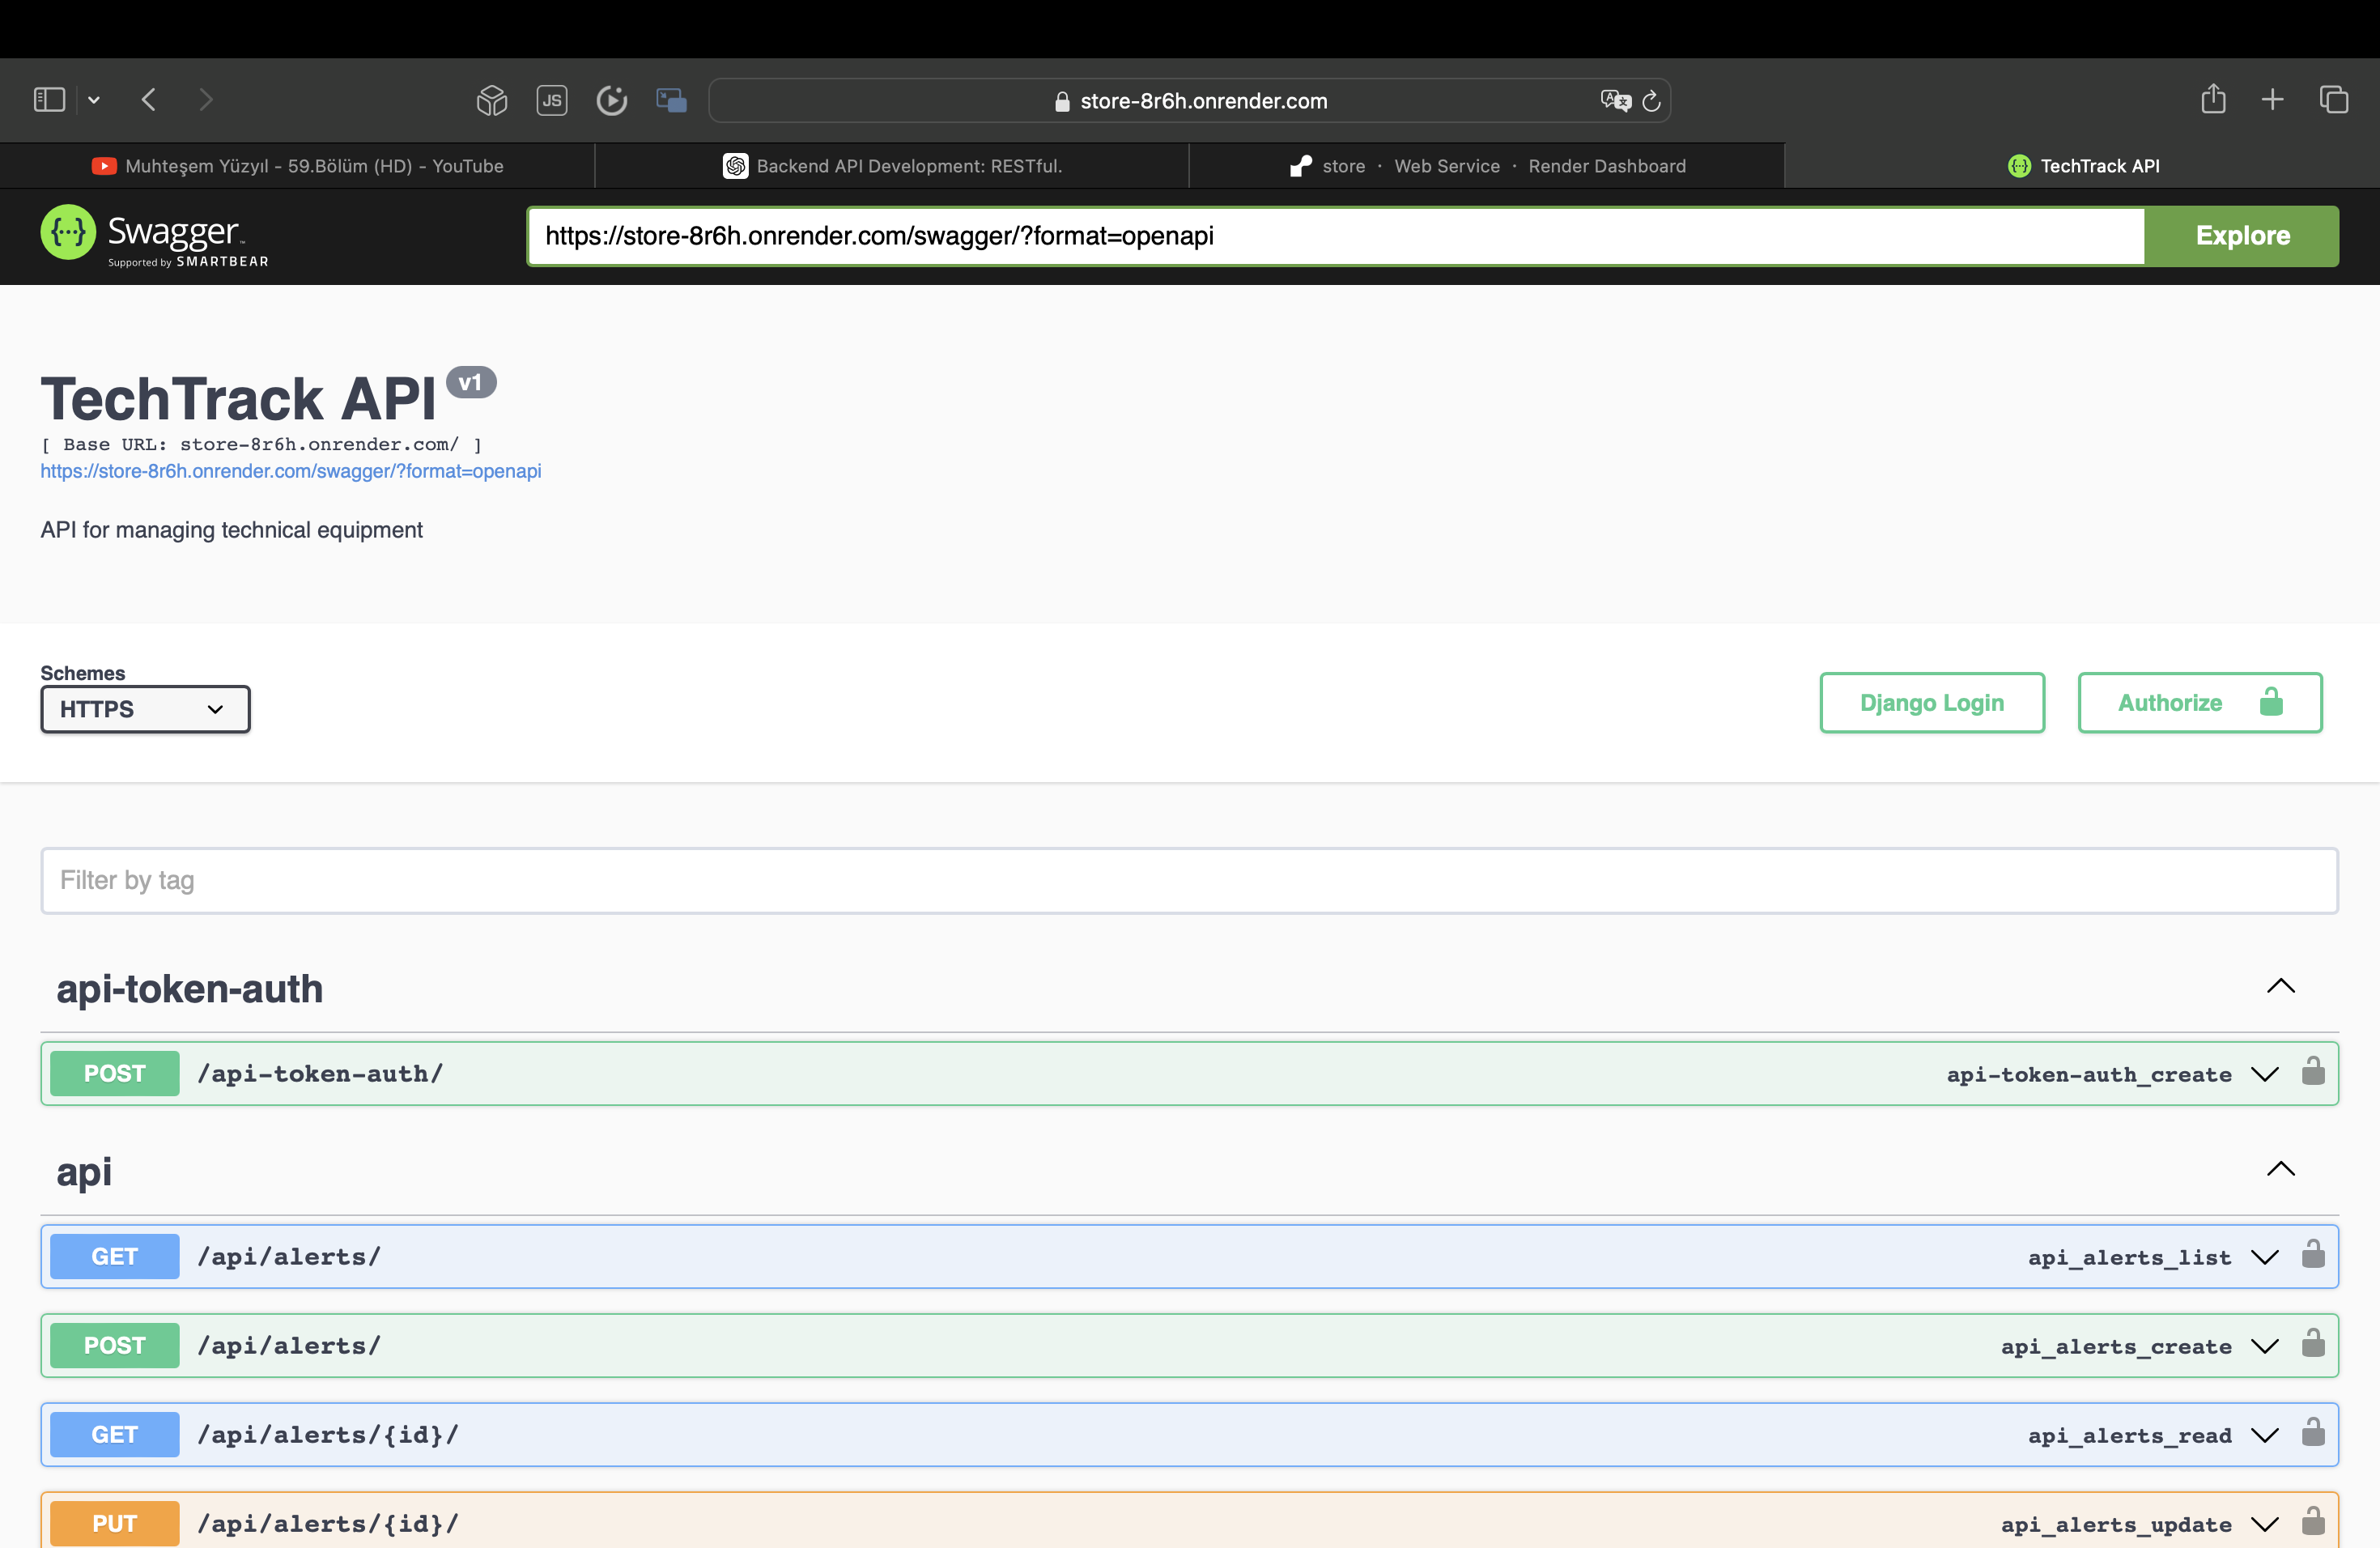 JS
store-8r6h.onrender.com
Muhteşem Yüzyıl - 59.Bölüm (HD) - YouTube
Backend API Development: RESTful.
store · Web Service · Render Dashboard
TechTrack API
Swagger
Supported by SMARTBEAR
https://store-8r6h.onrender.com/swagger/?format=openapi
Explore
TechTrack API v1
[ Base URL: store-8r6h.onrender.com/ ]
https://store-8r6h.onrender.com/swagger/?format=openapi
API for managing technical equipment
Schemes
HTTPS
Django Login
Authorize
Filter by tag
api-token-auth
POST /api-token-auth/ api-token-auth_create
api
GET /api/alerts/ api_alerts_list
POST /api/alerts/ api_alerts_create
GET /api/alerts/{id}/ api_alerts_read
PUT /api/alerts/{id}/ api_alerts_update